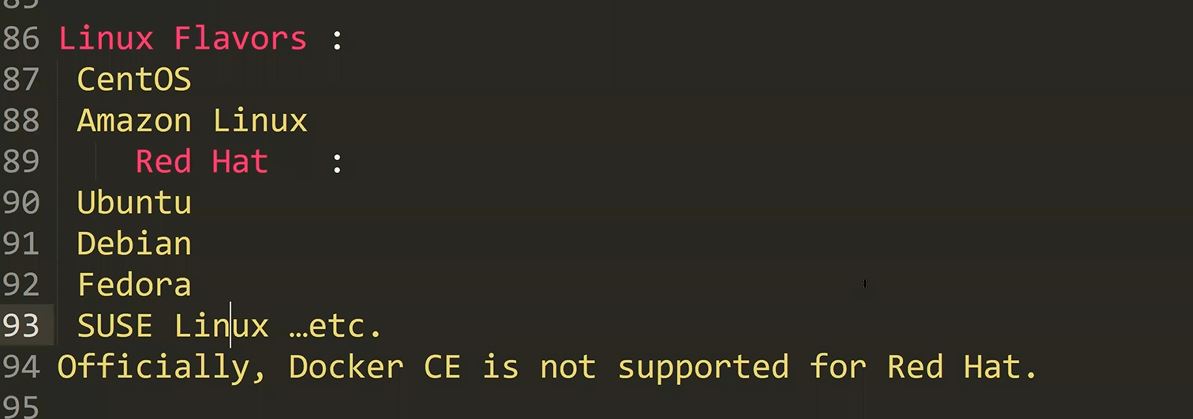 85
86 Linux Flavors :
87 CentOS
88 Amazon Linux
89 Red Hat :
90 Ubuntu
91 Debian
92 Fedora
93 SUSE Linux …etc.
94 Officially, Docker CE is not supported for Red Hat.
95